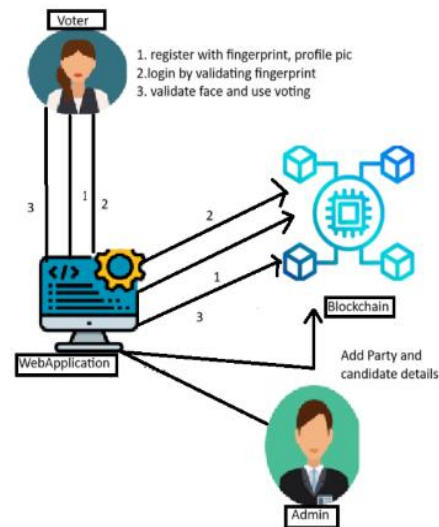 Voter
1. register with fingerprint, profile pic
2.login by validating fingerprint
3. validate face and use voting
3
1
2
2
1
3
</>
WebApplication
Blockchain
Add Party and
candidate details
Admin